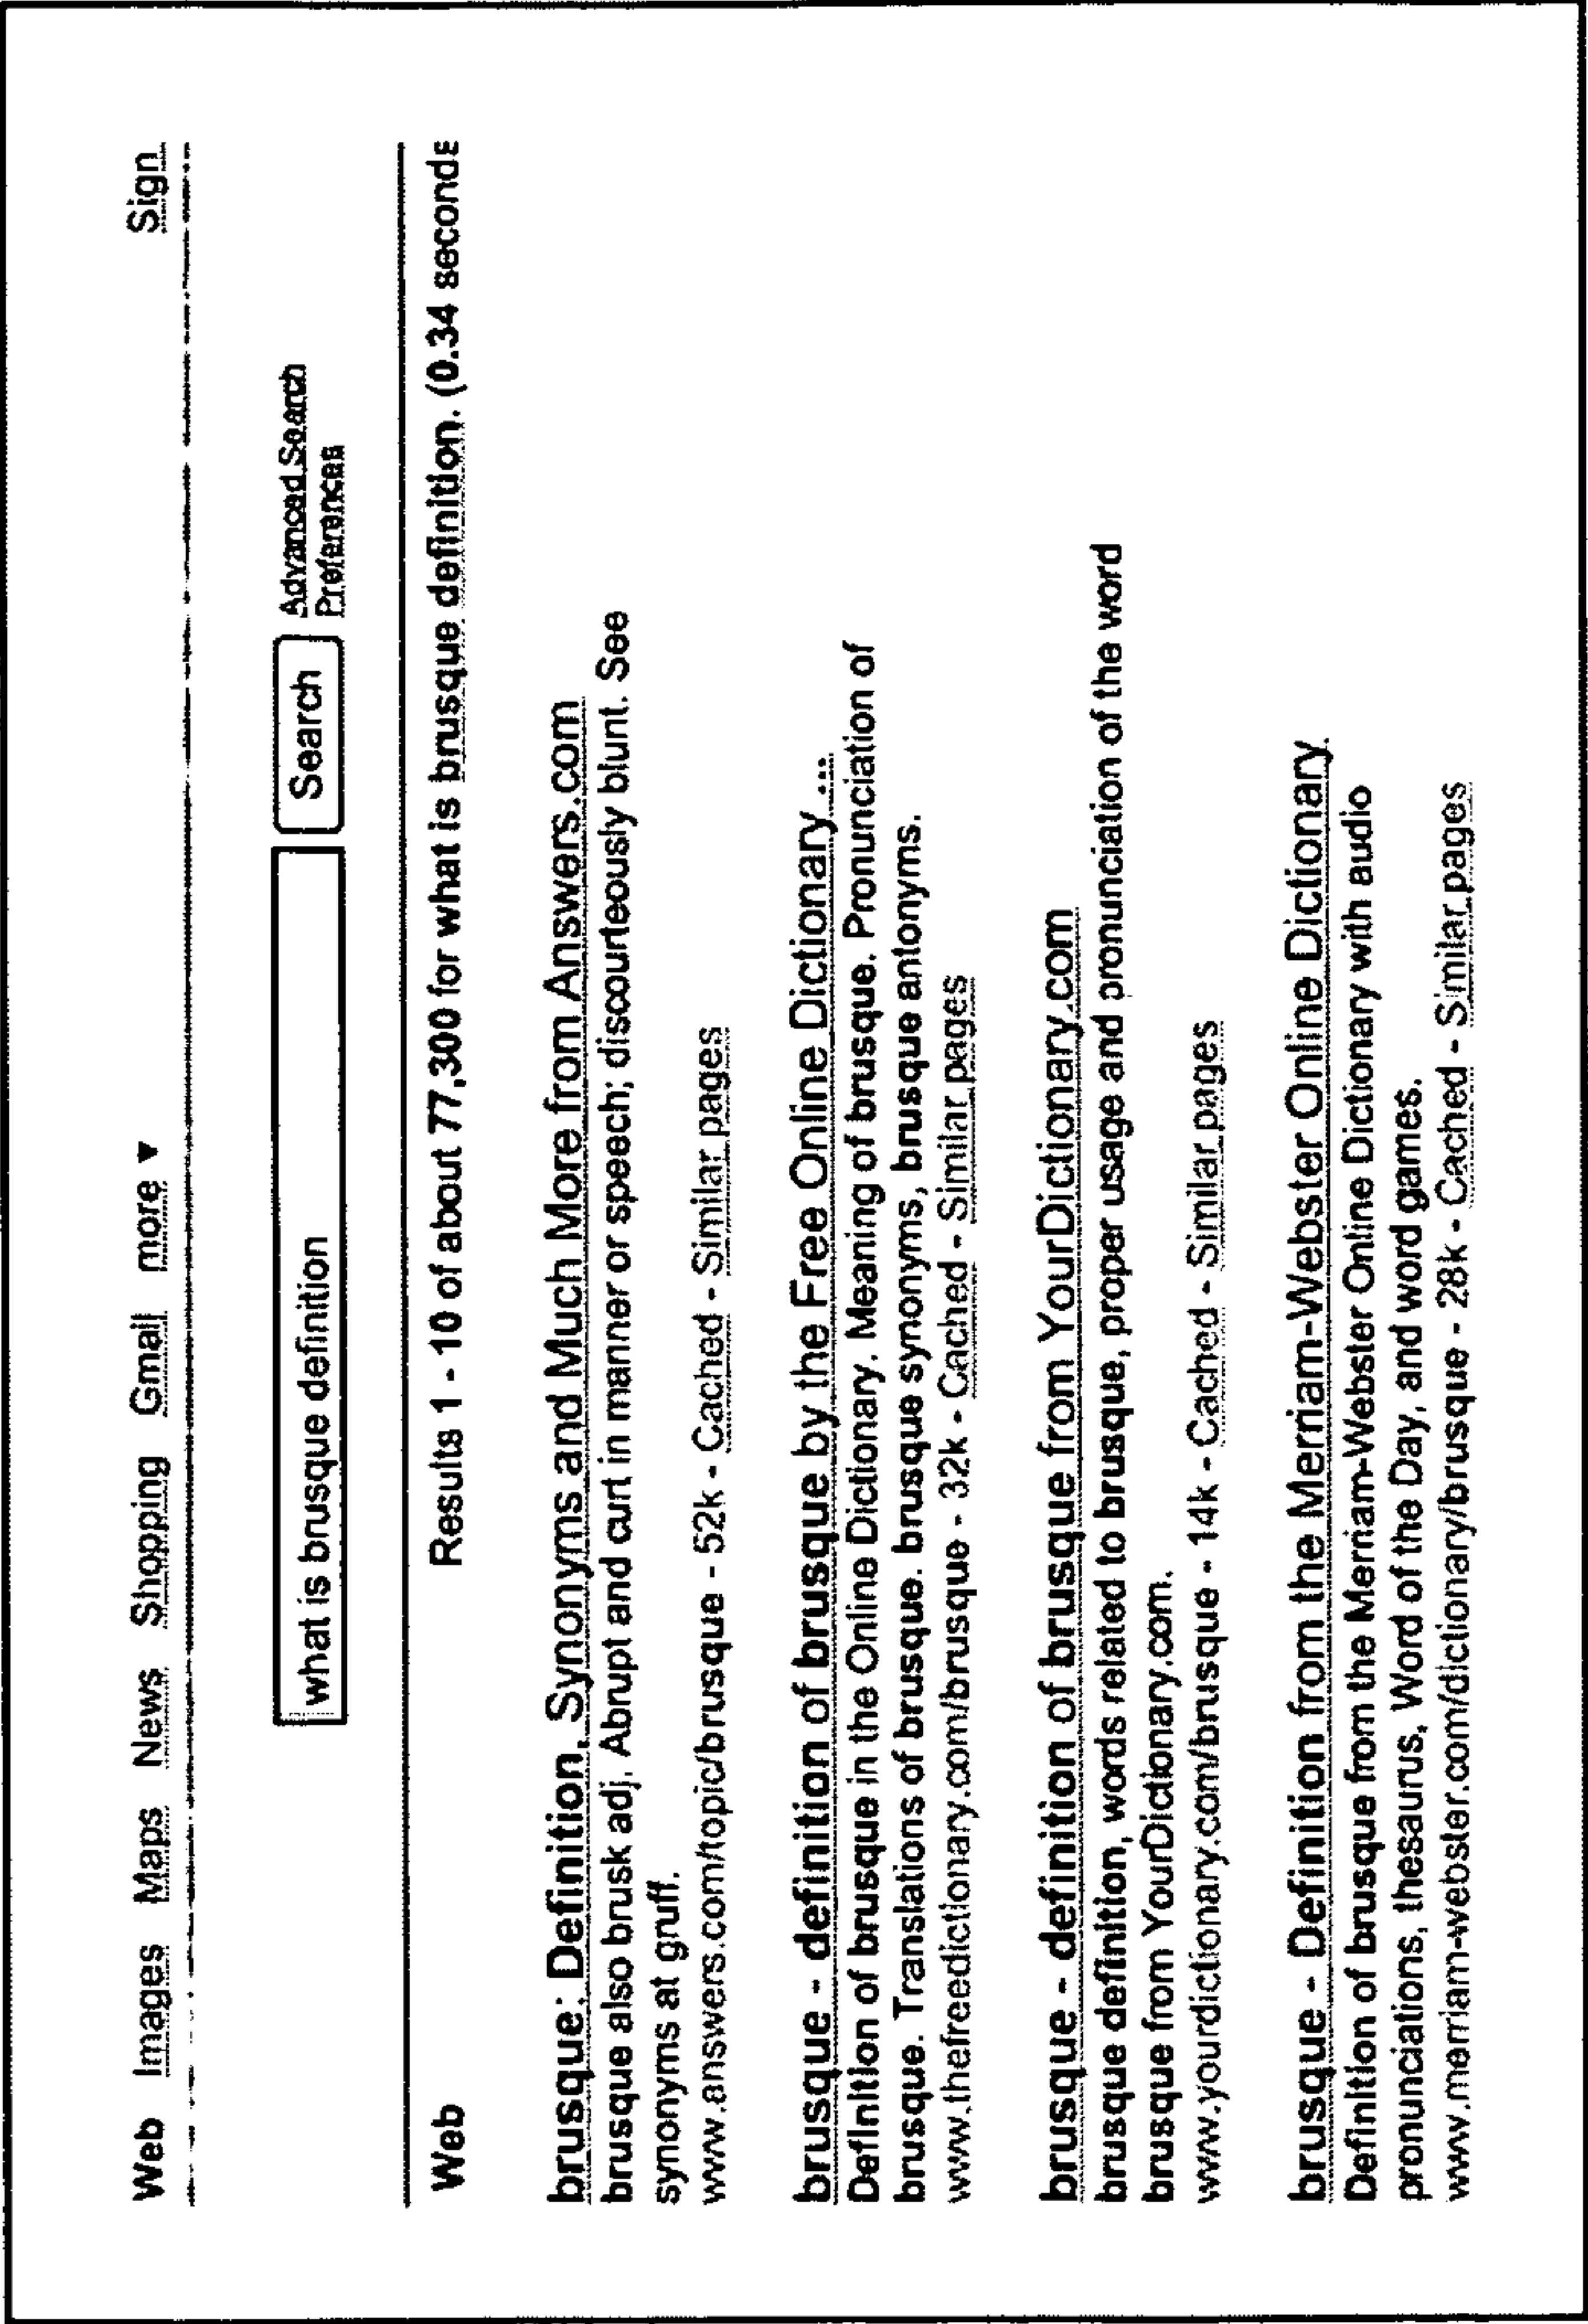 Web Images Maps News Shopping Gmail more ▼ Sign
what is brusque definition Search Advanced Search
Preferences
Web Results 1 - 10 of about 77,300 for what is brusque definition. (0.34 seconds
brusque: Definition, Synonyms and Much More from Answers.com
brusque also brusk adj. Abrupt and curt in manner or speech; discourteously blunt. See
synonyms at gruff.
www.answers.com/topic/brusque - 52k - Cached - Similar pages
brusque - definition of brusque by the Free Online Dictionary ...
Definition of brusque in the Online Dictionary. Meaning of brusque. Pronunciation of
brusque. Translations of brusque. brusque synonyms, brusque antonyms.
www.thefreedictionary.com/brusque - 32k - Cached - Similar pages
brusque - definition of brusque from YourDictionary.com
brusque definition, words related to brusque, proper usage and pronunciation of the word
brusque from YourDictionary.com.
www.yourdictionary.com/brusque - 14k - Cached - Similar pages
brusque - Definition from the Merriam-Webster Online Dictionary
Definition of brusque from the Merriam-Webster Online Dictionary with audio
pronunciations, thesaurus, Word of the Day, and word games.
www.merriam-webster.com/dictionary/brusque - 28k - Cached - Similar pages